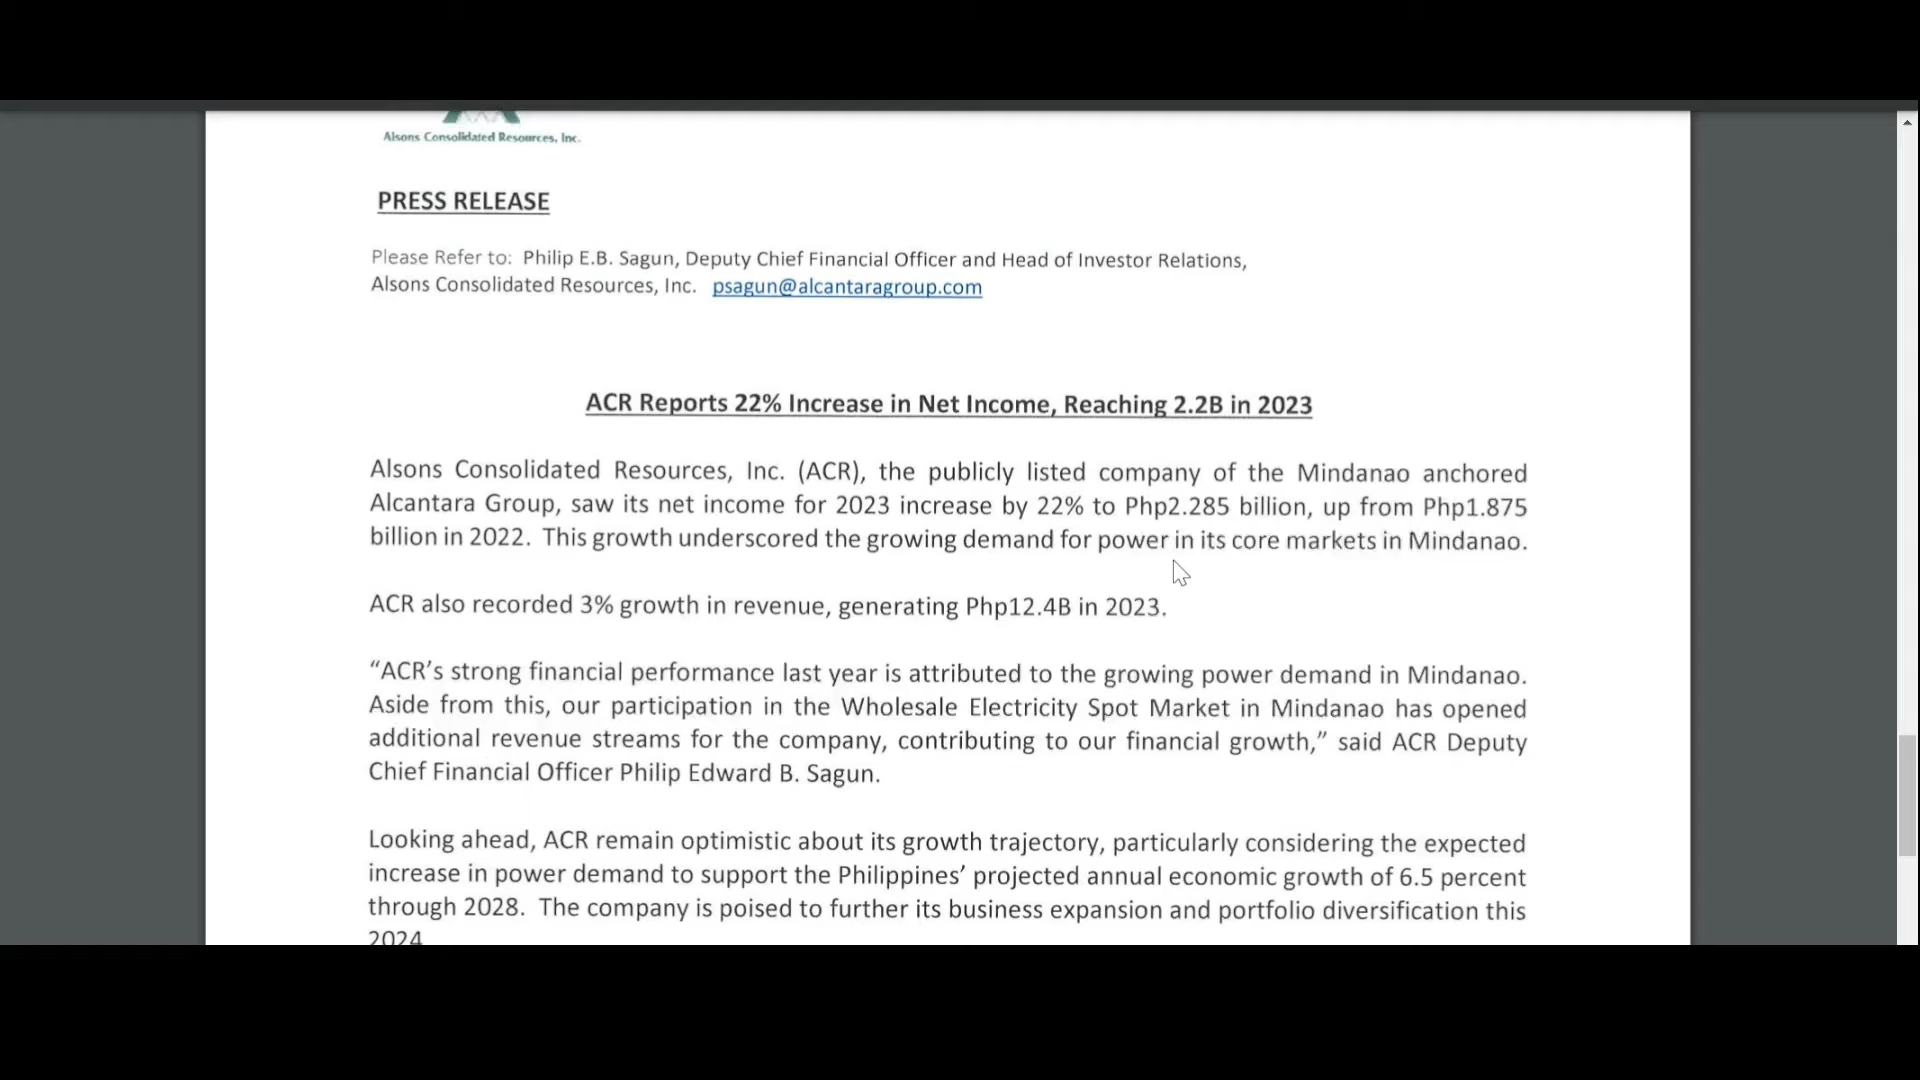 Alsons Consolidated Resources, Inc.
PRESS RELEASE
Please Refer to: Philip E.B. Sagun, Deputy Chief Financial Officer and Head of Investor Relations,
Alsons Consolidated Resources, Inc. psagun@alcantaragroup.com
ACR Reports 22% Increase in Net Income, Reaching 2.2B in 2023
Alsons Consolidated Resources, Inc. (ACR), the publicly listed company of the Mindanao anchored
Alcantara Group, saw its net income for 2023 increase by 22% to Php2.285 billion, up from Php1.875
billion in 2022. This growth underscored the growing demand for power in its core markets in Mindanao.
ACR also recorded 3% growth in revenue, generating Php12.4B in 2023.
“ACR’s strong financial performance last year is attributed to the growing power demand in Mindanao.
Aside from this, our participation in the Wholesale Electricity Spot Market in Mindanao has opened
additional revenue streams for the company, contributing to our financial growth,” said ACR Deputy
Chief Financial Officer Philip Edward B. Sagun.
Looking ahead, ACR remain optimistic about its growth trajectory, particularly considering the expected
increase in power demand to support the Philippines’ projected annual economic growth of 6.5 percent
through 2028. The company is poised to further its business expansion and portfolio diversification this
2024